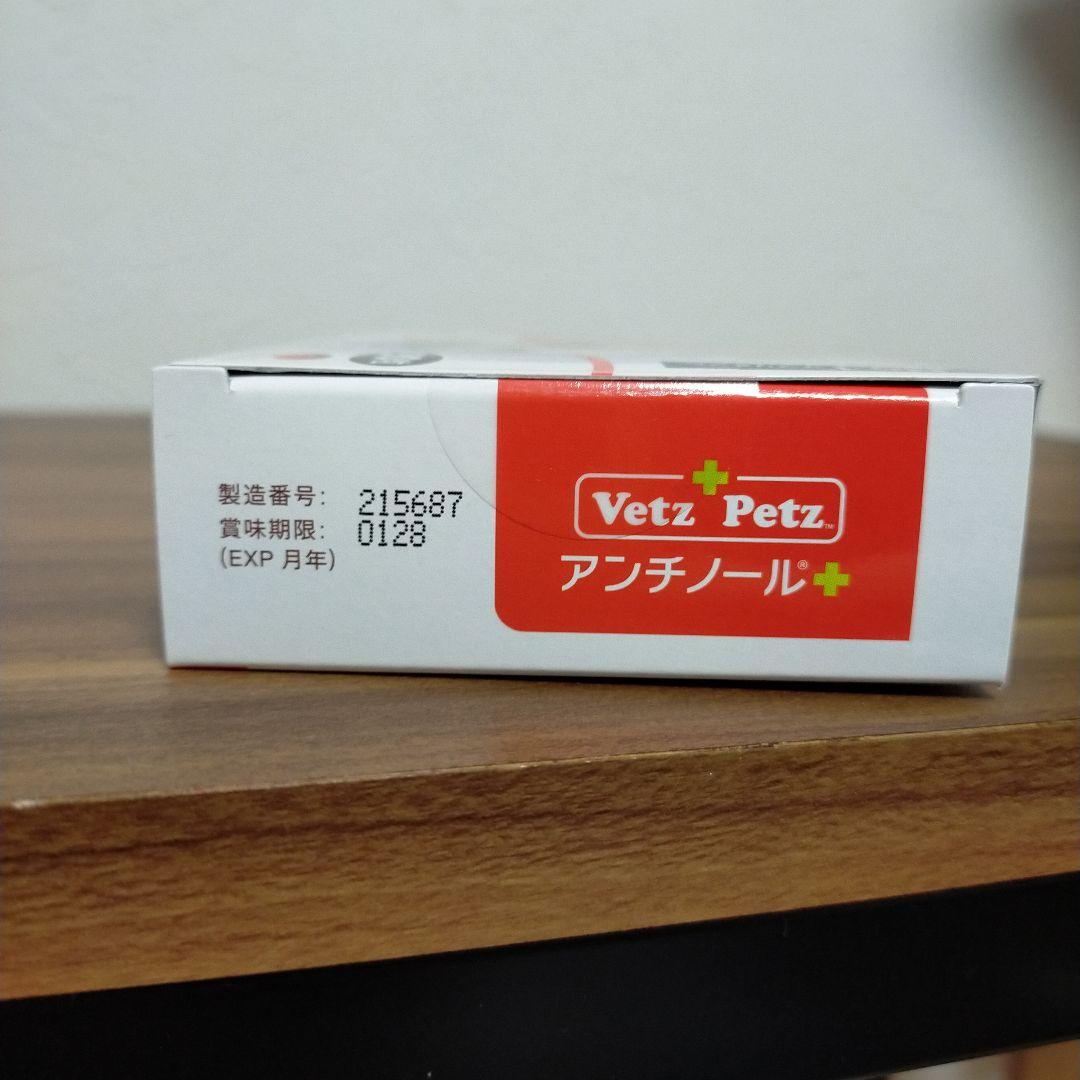 製造番号: 215687
賞味期限: 0128
(EXP 月年)
Vetz Petz™
アンチノール®